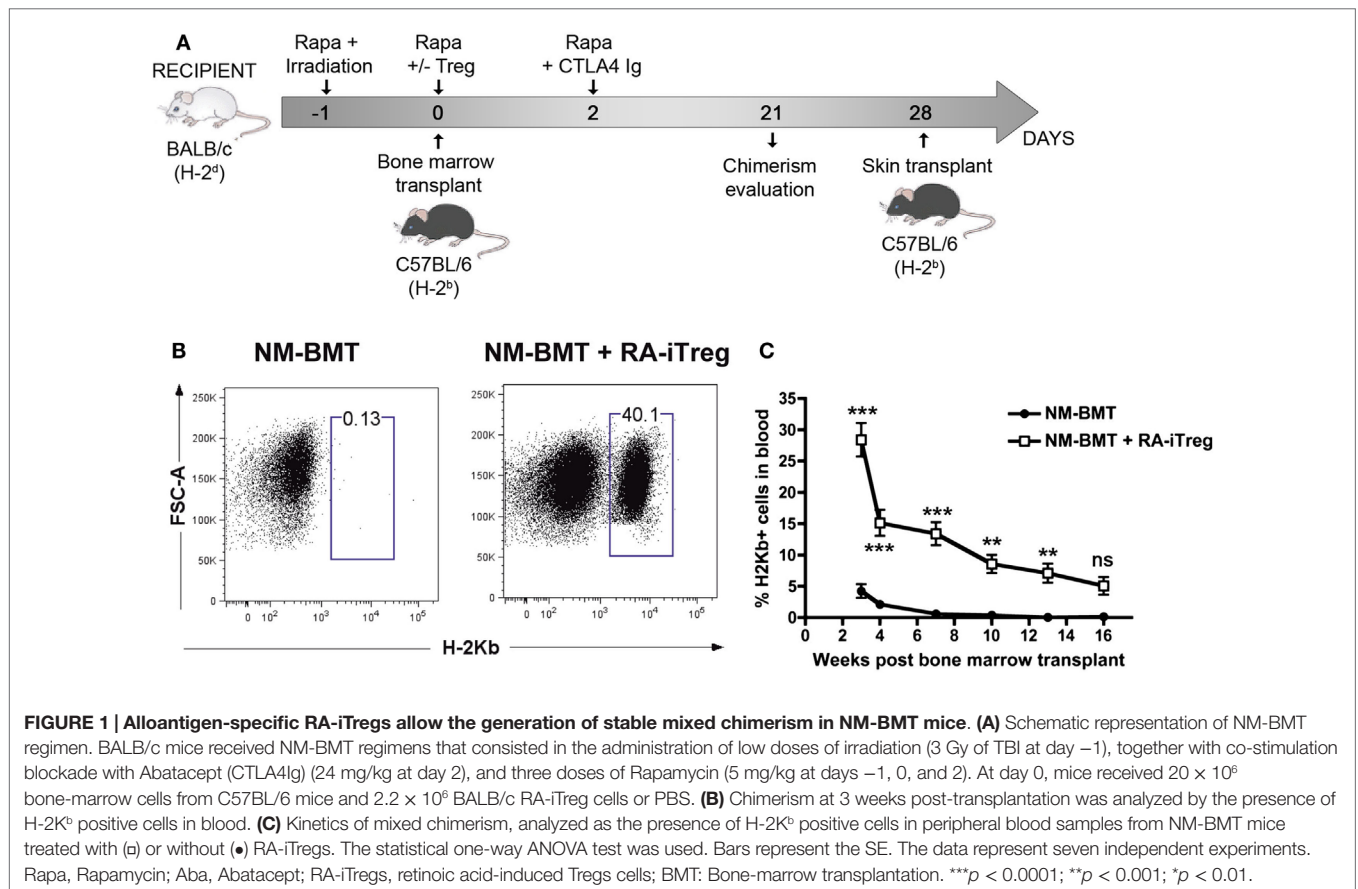 A
RECIPIENT
BALB/c
(H-2ᵈ)
Rapa +
Irradiation
Rapa
+/- Treg
Rapa
+ CTLA4 Ig
-1 0 2 21 28
DAYS
Bone marrow
transplant
C57BL/6
(H-2ᵇ)
Chimerism
evaluation
Skin transplant
C57BL/6
(H-2ᵇ)
B
NM-BMT
NM-BMT + RA-iTreg
FSC-A
250K
200K
150K
100K
50K
0
0 10² 10³ 10⁴ 10⁵
0.13
250K
200K
150K
100K
50K
0
0 10² 10³ 10⁴ 10⁵
40.1
H-2Kb
C
% H2Kb+ cells in blood
35
30
25
20
15
10
5
0
0 2 4 6 8 10 12 14 16
Weeks post bone marrow transplant
***
***
***
**
**
ns
NM-BMT
NM-BMT + RA-iTreg
FIGURE 1 | Alloantigen-specific RA-iTregs allow the generation of stable mixed chimerism in NM-BMT mice. (A) Schematic representation of NM-BMT
regimen. BALB/c mice received NM-BMT regimens that consisted in the administration of low doses of irradiation (3 Gy of TBI at day −1), together with co-stimulation
blockade with Abatacept (CTLA4Ig) (24 mg/kg at day 2), and three doses of Rapamycin (5 mg/kg at days −1, 0, and 2). At day 0, mice received 20 × 10⁶
bone-marrow cells from C57BL/6 mice and 2.2 × 10⁶ BALB/c RA-iTreg cells or PBS. (B) Chimerism at 3 weeks post-transplantation was analyzed by the presence of
H-2Kᵇ positive cells in blood. (C) Kinetics of mixed chimerism, analyzed as the presence of H-2Kᵇ positive cells in peripheral blood samples from NM-BMT mice
treated with (□) or without (●) RA-iTregs. The statistical one-way ANOVA test was used. Bars represent the SE. The data represent seven independent experiments.
Rapa, Rapamycin; Aba, Abatacept; RA-iTregs, retinoic acid-induced Tregs cells; BMT: Bone-marrow transplantation. ***p < 0.0001; **p < 0.001; *p < 0.01.